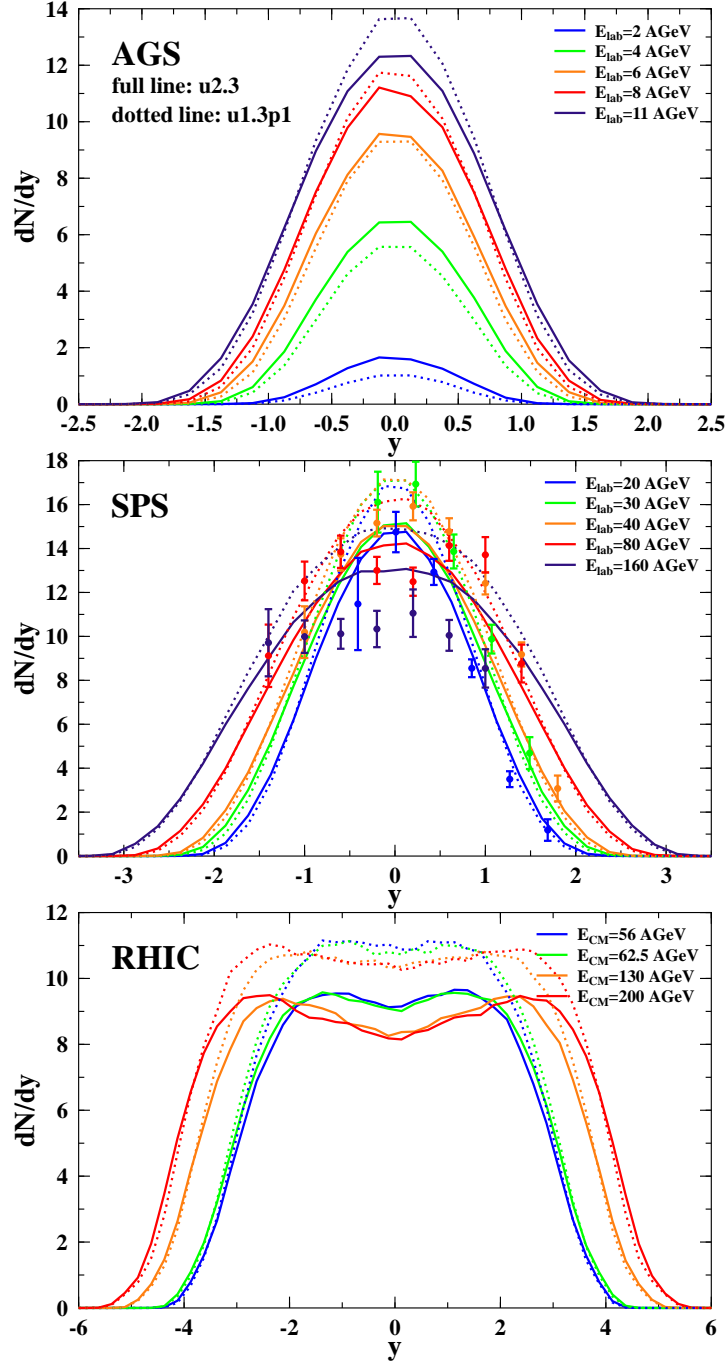 14
12
10
8
6
4
2
0
dN/dy
AGS
full line: u2.3
dotted line: u1.3p1
E_lab=2 AGeV
E_lab=4 AGeV
E_lab=6 AGeV
E_lab=8 AGeV
E_lab=11 AGeV
-2.5 -2.0 -1.5 -1.0 -0.5 0.0 0.5 1.0 1.5 2.0 2.5
y
18
16
14
12
10
8
6
4
2
0
dN/dy
SPS
E_lab=20 AGeV
E_lab=30 AGeV
E_lab=40 AGeV
E_lab=80 AGeV
E_lab=160 AGeV
-3 -2 -1 0 1 2 3
y
12
10
8
6
4
2
0
dN/dy
RHIC
E_CM=56 AGeV
E_CM=62.5 AGeV
E_CM=130 AGeV
E_CM=200 AGeV
-6 -4 -2 0 2 4 6
y